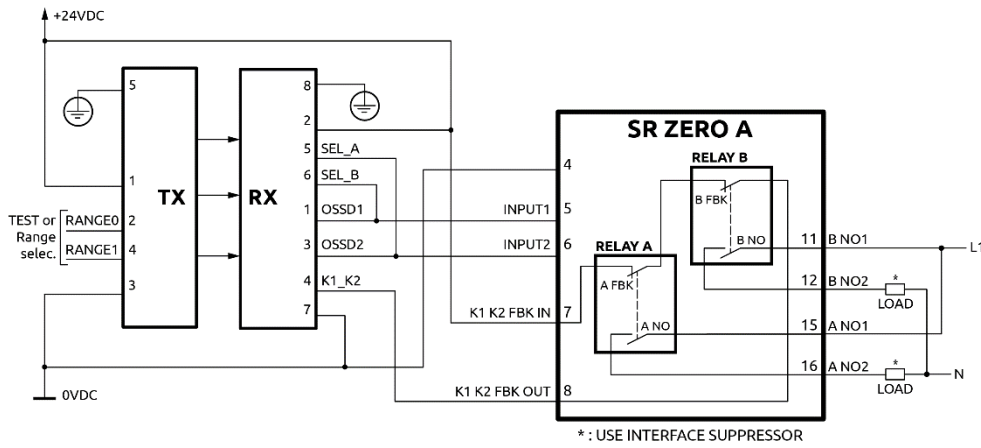 +24VDC
5
8
2
SR ZERO A
RELAY B
5
SEL_A
4
1
TX
RX
6
SEL_B
B FBK
TEST or
Range
selec.
RANGE0
2
1
OSSD1
INPUT1
5
RANGE1
4
3
OSSD2
INPUT2
6
RELAY A
B NO
11
B NO1
L1
3
4
K1_K2
A FBK
12
B NO2
*
LOAD
7
K1 K2 FBK IN
7
A NO
15
A NO1
16
A NO2
*
LOAD
N
0VDC
K1 K2 FBK OUT
8
* : USE INTERFACE SUPPRESSOR